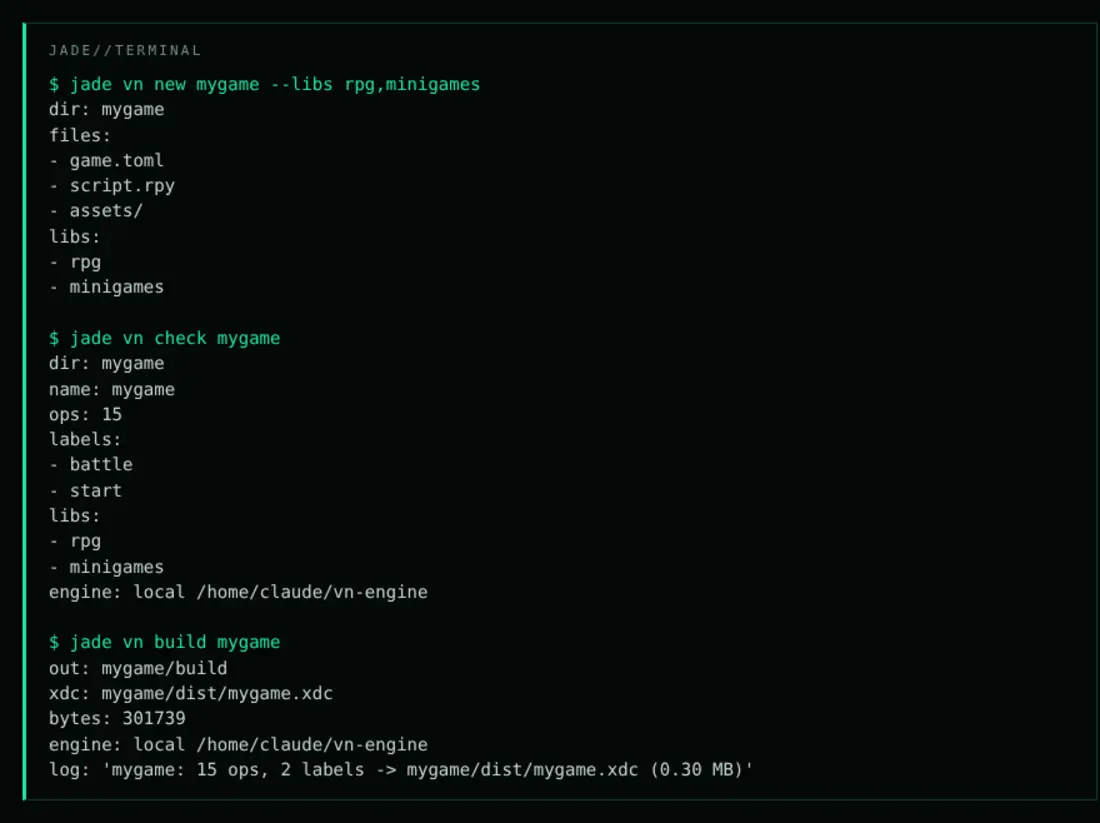 JADE//TERMINAL
$ jade vn new mygame --libs rpg,minigames
dir: mygame
files:
- game.toml
- script.rpy
- assets/
libs:
- rpg
- minigames
$ jade vn check mygame
dir: mygame
name: mygame
ops: 15
labels:
- battle
- start
libs:
- rpg
- minigames
engine: local /home/claude/vn-engine
$ jade vn build mygame
out: mygame/build
xdc: mygame/dist/mygame.xdc
bytes: 301739
engine: local /home/claude/vn-engine
log: 'mygame: 15 ops, 2 labels -> mygame/dist/mygame.xdc (0.30 MB)'